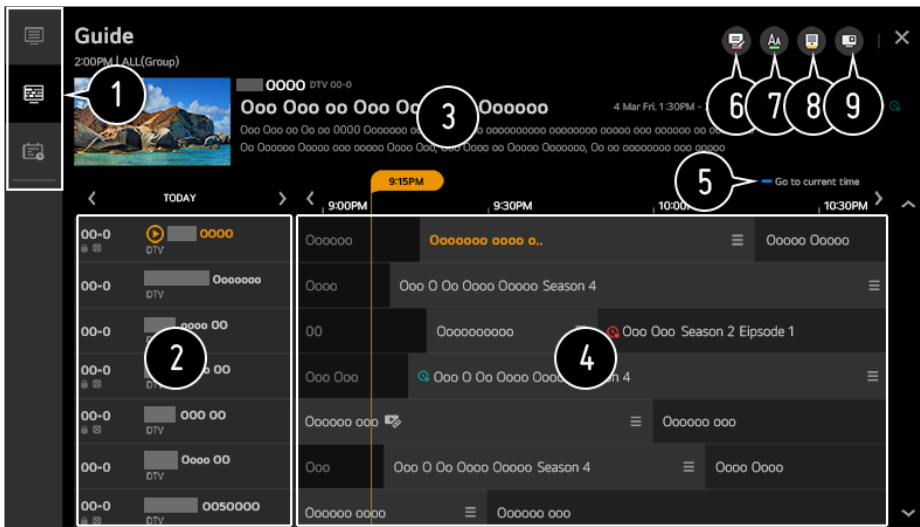 Guide
2:00PM | ALL(Group)
OOOO DTV 00-0
4 Mar Fri. 1:30PM -
1
2
3
4
5
6
7
8
9
9:15PM
Go to current time
TODAY
9:00PM 9:30PM 10:00 10:30PM
00-0 OOOO
DTV
Oooooo Ooooooo oooo o.. Ooooo Ooooo
00-0 Ooooooo
DTV
Oooo Ooo O Oo Oooo Ooooo Season 4
00-0 oooo OO
DTV
OO Oooooooooo Ooo Ooo Season 2 Eipsode 1
00-0 OO
Ooo Ooo Ooo O Oo Oooo n 4
00-0 OOO OO
DTV
Oooooo ooo Oooooo ooo
00-0 Oooo OO
DTV
Ooo Ooo O Oo Oooo Ooooo Season 4 Oooo Oooo
00-0 OO50000
DTV
Oooooo oooo Oooooo ooo